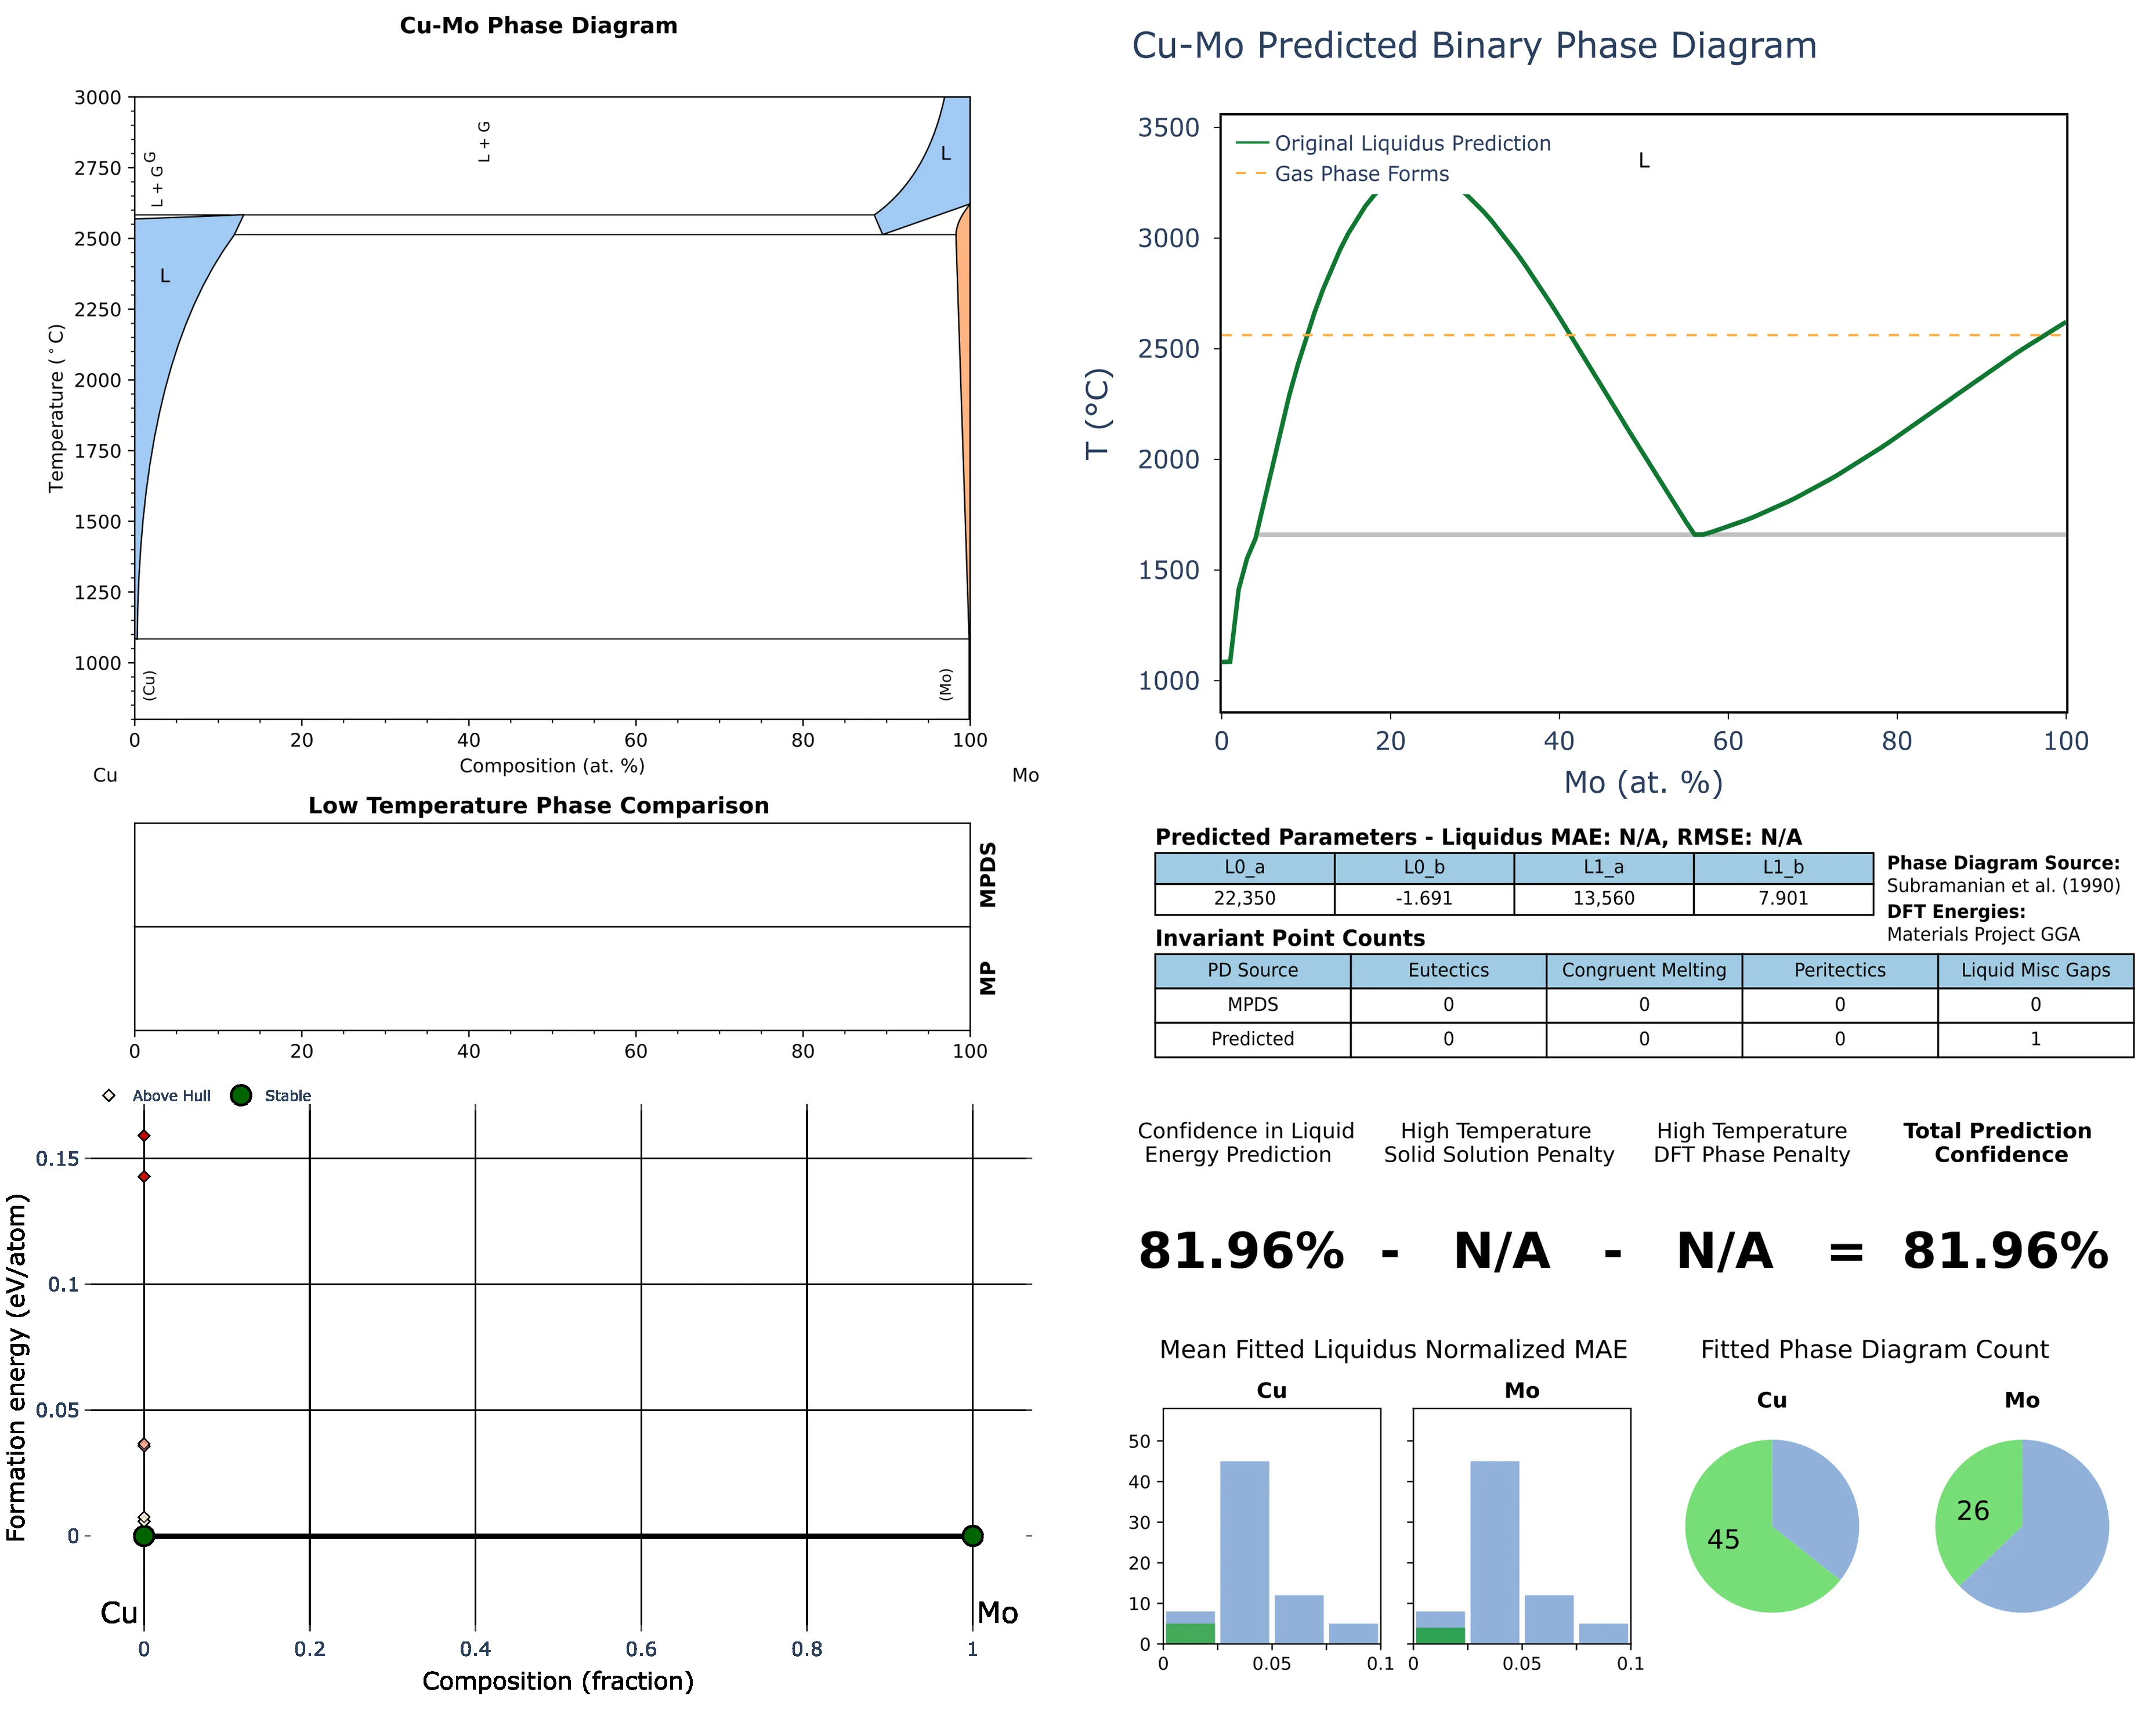 Cu-Mo Phase Diagram
3000
2750
2500
2250
2000
1750
1500
1250
1000
Temperature (°C)
L + G
G
L + G
L
L
(Cu)
(Mo)
0 20 40 60 80 100
Composition (at. %)
Cu Mo
Low Temperature Phase Comparison
MPDS
MP
0 20 40 60 80 100
Above Hull Stable
0.15
0.1
0.05
0
Formation energy (eV/atom)
Cu Mo
0 0.2 0.4 0.6 0.8 1
Composition (fraction)
Cu-Mo Predicted Binary Phase Diagram
3500
3000
2500
2000
1500
1000
T (°C)
Original Liquidus Prediction
Gas Phase Forms
L
0 20 40 60 80 100
Mo (at. %)
Predicted Parameters - Liquidus MAE: N/A, RMSE: N/A
L0_a L0_b L1_a L1_b
22,350 -1.691 13,560 7.901
Phase Diagram Source:
Subramanian et al. (1990)
DFT Energies:
Materials Project GGA
Invariant Point Counts
PD Source Eutectics Congruent Melting Peritectics Liquid Misc Gaps
MPDS 0 0 0 0
Predicted 0 0 0 1
Confidence in Liquid
Energy Prediction
High Temperature
Solid Solution Penalty
High Temperature
DFT Phase Penalty
Total Prediction
Confidence
81.96% - N/A - N/A = 81.96%
Mean Fitted Liquidus Normalized MAE
Cu Mo
50
40
30
20
10
0
0 0.05 0.1 0 0.05 0.1
Fitted Phase Diagram Count
Cu Mo
45 26